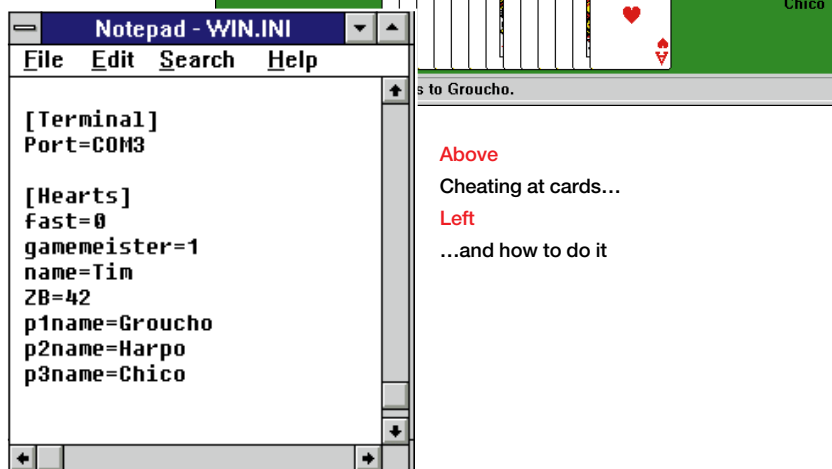 Notepad - WIN.INI
File Edit Search Help
[Terminal]
Port=COM3
[Hearts]
fast=0
gamemeister=1
name=Tim
ZB=42
p1name=Groucho
p2name=Harpo
p3name=Chico
Chico
A
s to Groucho.
Above
Cheating at cards…
Left
…and how to do it